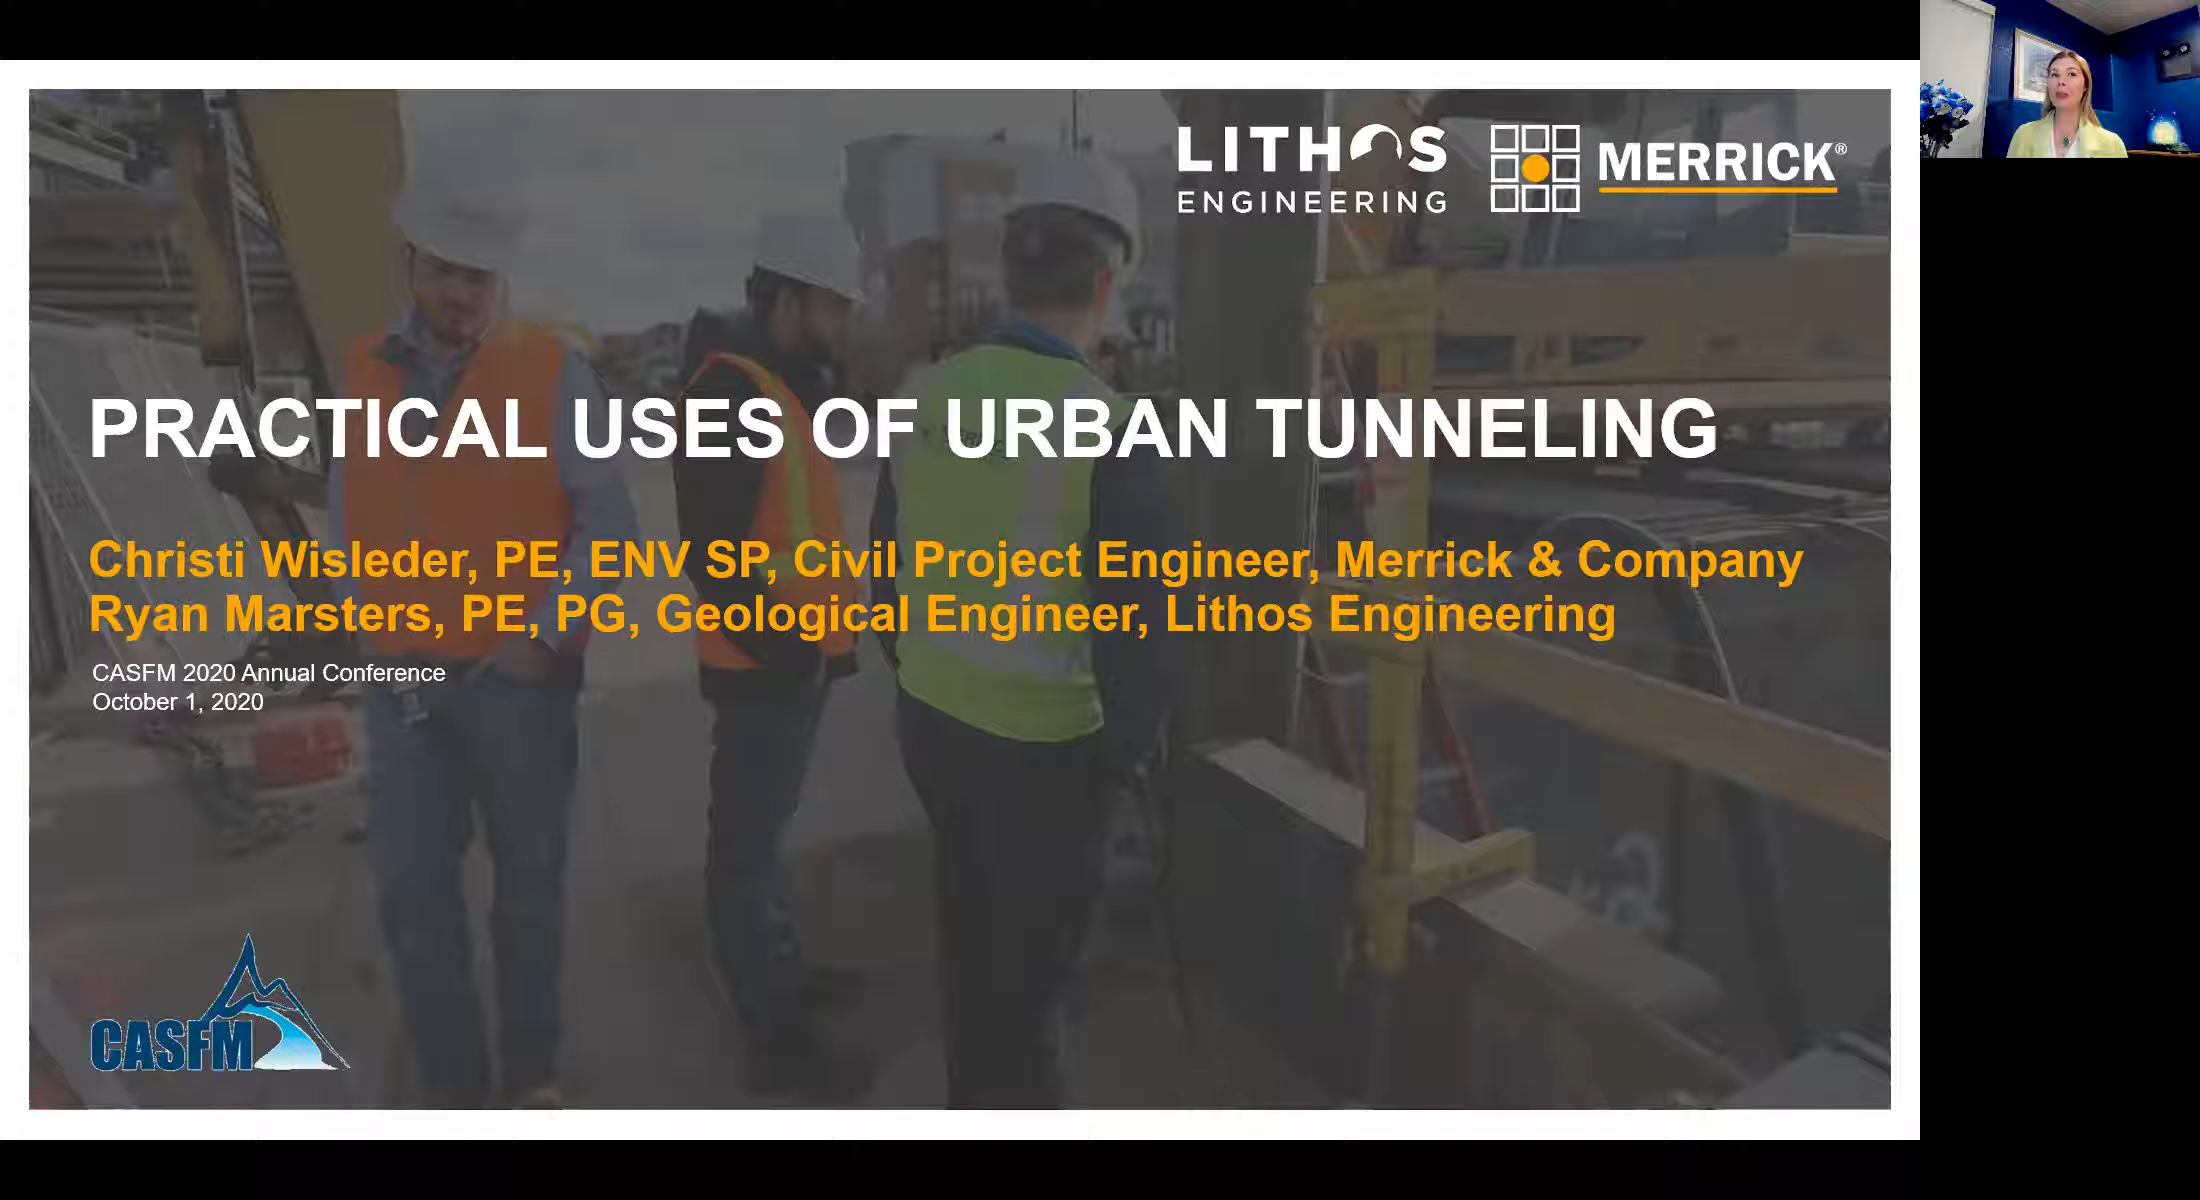 LITHOS
ENGINEERING
MERRICK®
PRACTICAL USES OF URBAN TUNNELING
Christi Wisleder, PE, ENV SP, Civil Project Engineer, Merrick & Company
Ryan Marsters, PE, PG, Geological Engineer, Lithos Engineering
CASFM 2020 Annual Conference
October 1, 2020
CASFM